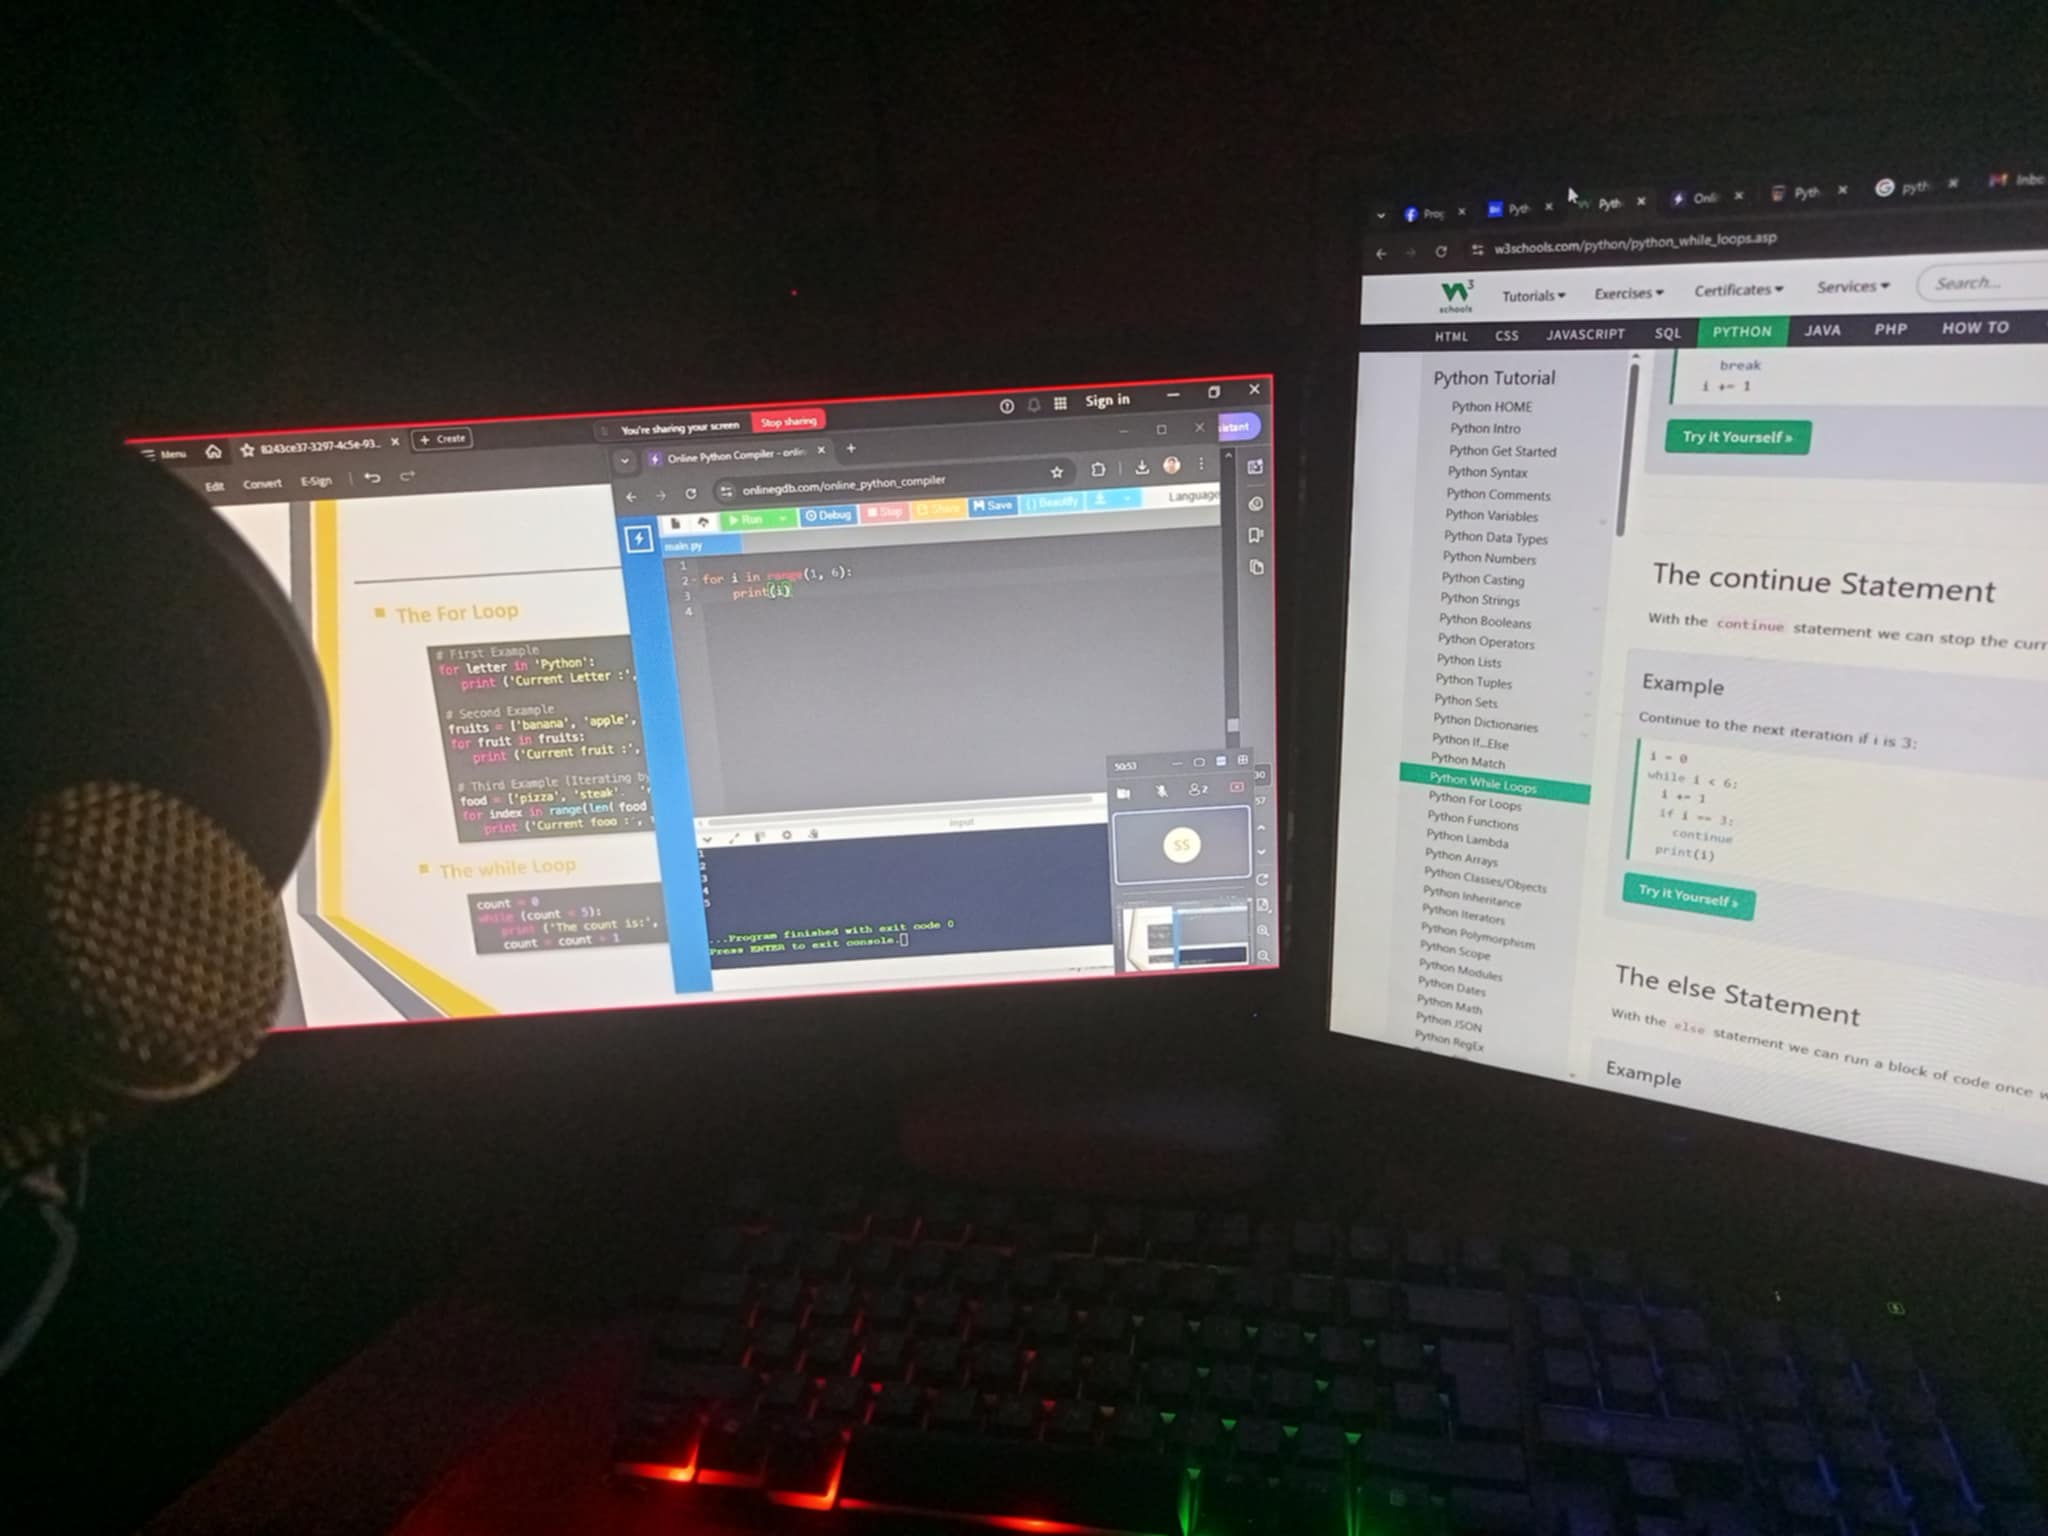 Menu
8243ce37-3297-4c5e-93...
+ Create
You're sharing your screen
Stop sharing
Sign in
Edit
Convert
E-Sign
Online Python Compiler - onlin
onlinegdb.com/online_python_compiler
Run
Debug
Stop
Share
Save
{} Beautify
Language
main.py
1
2 for i in range(1, 6):
3 print(i)
4
The For Loop
# First Example
for letter in 'Python':
print ('Current Letter :',
# Second Example
fruits = ['banana', 'apple',
for fruit in fruits:
print ('Current fruit :',
# Third Example (Iterating by
food = ['pizza', 'steak'.
for index in range(len( food
print ('Current food :',
The while Loop
count = 0
while (count < 5):
print ('The count is:',
count = count + 1
input
1
2
3
4
5
...Program finished with exit code 0
Press ENTER to exit console.
50:53
2
SS
30
57
Prog
Pyth
Pyth
Onli
Pyth
pyth
Inbo
w3schools.com/python/python_while_loops.asp
W3 schools
Tutorials
Exercises
Certificates
Services
Search...
HTML
CSS
JAVASCRIPT
SQL
PYTHON
JAVA
PHP
HOW TO
Python Tutorial
Python HOME
Python Intro
Python Get Started
Python Syntax
Python Comments
Python Variables
Python Data Types
Python Numbers
Python Casting
Python Strings
Python Booleans
Python Operators
Python Lists
Python Tuples
Python Sets
Python Dictionaries
Python If...Else
Python Match
Python While Loops
Python For Loops
Python Functions
Python Lambda
Python Arrays
Python Classes/Objects
Python Inheritance
Python Iterators
Python Polymorphism
Python Scope
Python Modules
Python Dates
Python Math
Python JSON
Python RegEx
break
i += 1
Try it Yourself »
The continue Statement
With the continue statement we can stop the curr
Example
Continue to the next iteration if i is 3:
i = 0
while i < 6:
i += 1
if i == 3:
continue
print(i)
Try it Yourself »
The else Statement
With the else statement we can run a block of code once w
Example